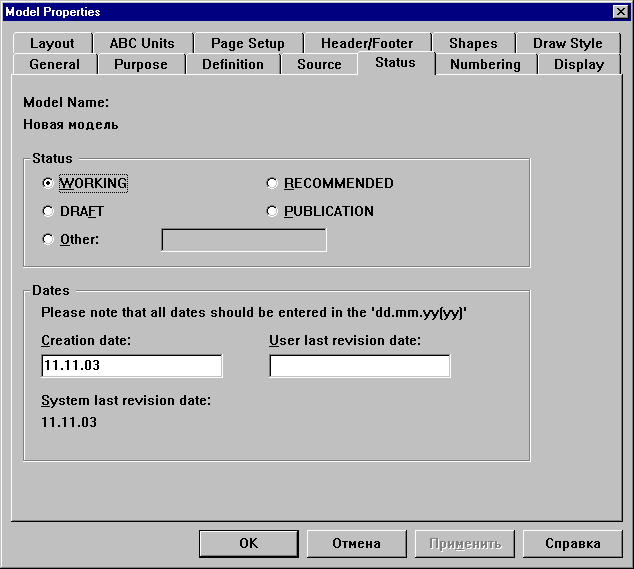 Model Properties
Layout ABC Units Page Setup Header/Footer Shapes Draw Style
General Purpose Definition Source Status Numbering Display
Model Name:
Новая модель
Status
WORKING RECOMMENDED
DRAFT PUBLICATION
Other:
Dates
Please note that all dates should be entered in the 'dd.mm.yy(yy)'
Creation date: User last revision date:
11.11.03
System last revision date:
11.11.03
OK Отмена Применить Справка